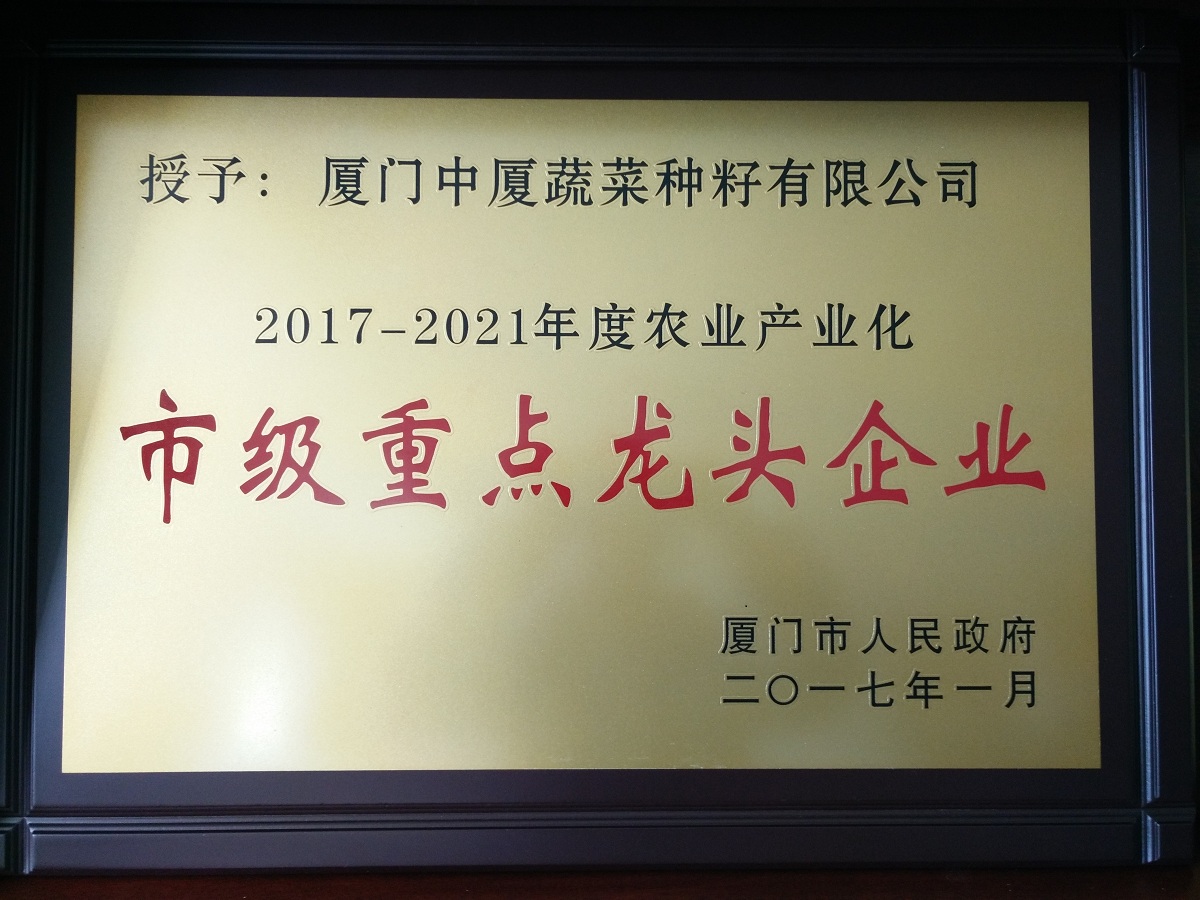 授予：厦门中厦蔬菜种籽有限公司
2017-2021年度农业产业化
市级重点龙头企业
厦门市人民政府
二〇一七年一月